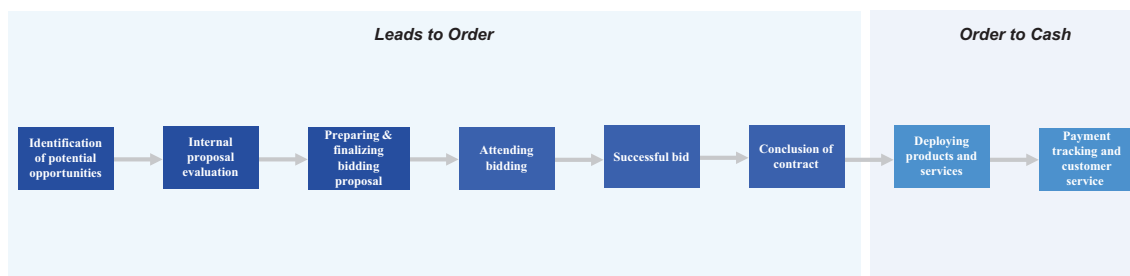 Leads to Order
Order to Cash
Identification
of potential
opportunities
Internal
proposal
evaluation
Preparing &
finalizing
bidding
proposal
Attending
bidding
Successful bid
Conclusion of
contract
Deploying
products and
services
Payment
tracking and
customer
service